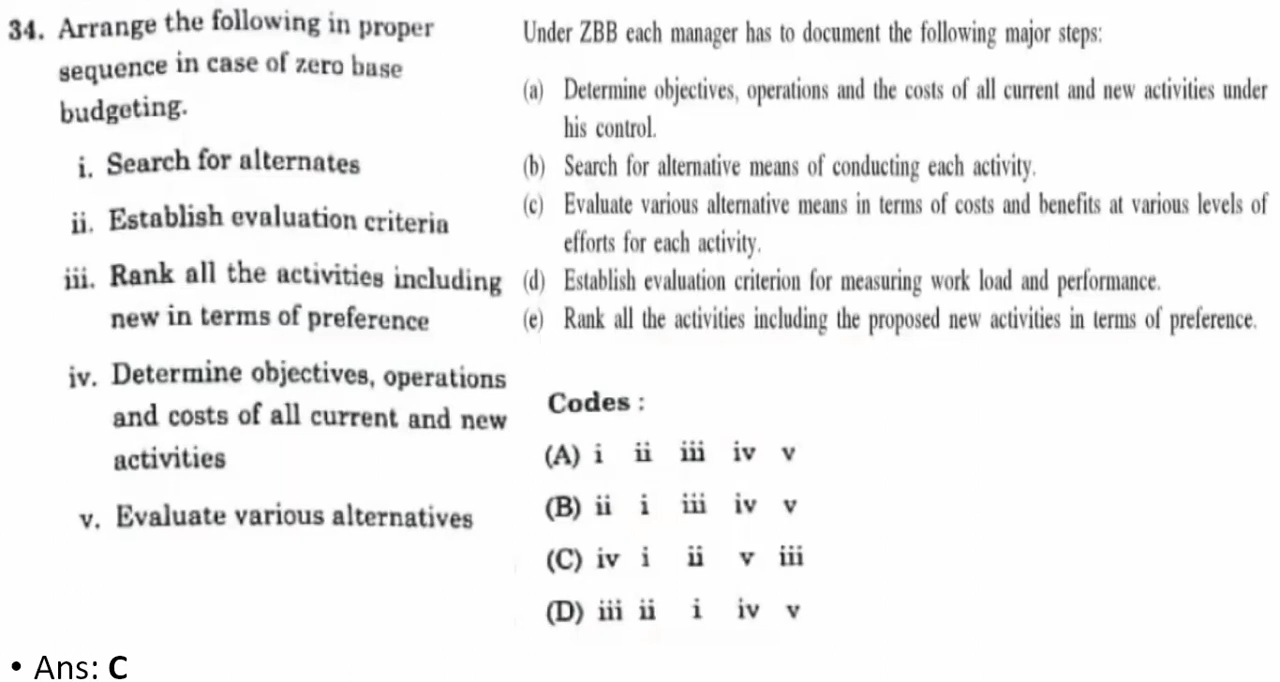 34. Arrange the following in proper
sequence in case of zero base
budgeting.
i. Search for alternates
ii. Establish evaluation criteria
iii. Rank all the activities including
new in terms of preference
iv. Determine objectives, operations
and costs of all current and new
activities
v. Evaluate various alternatives
Under ZBB each manager has to document the following major steps:
(a) Determine objectives, operations and the costs of all current and new activities under
his control.
(b) Search for alternative means of conducting each activity.
(c) Evaluate various alternative means in terms of costs and benefits at various levels of
efforts for each activity.
(d) Establish evaluation criterion for measuring work load and performance.
(e) Rank all the activities including the proposed new activities in terms of preference.
Codes :
(A) i ii iii iv v
(B) ii i iii iv v
(C) iv i ii v iii
(D) iii ii i iv v
• Ans: C